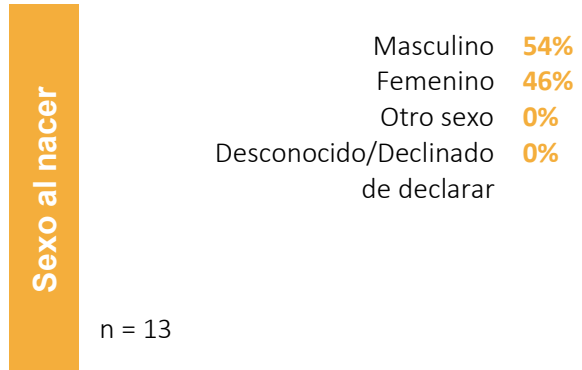 Sexo al nacer
Masculino 54%
Femenino 46%
Otro sexo 0%
Desconocido/Declinado 0%
de declarar
n = 13